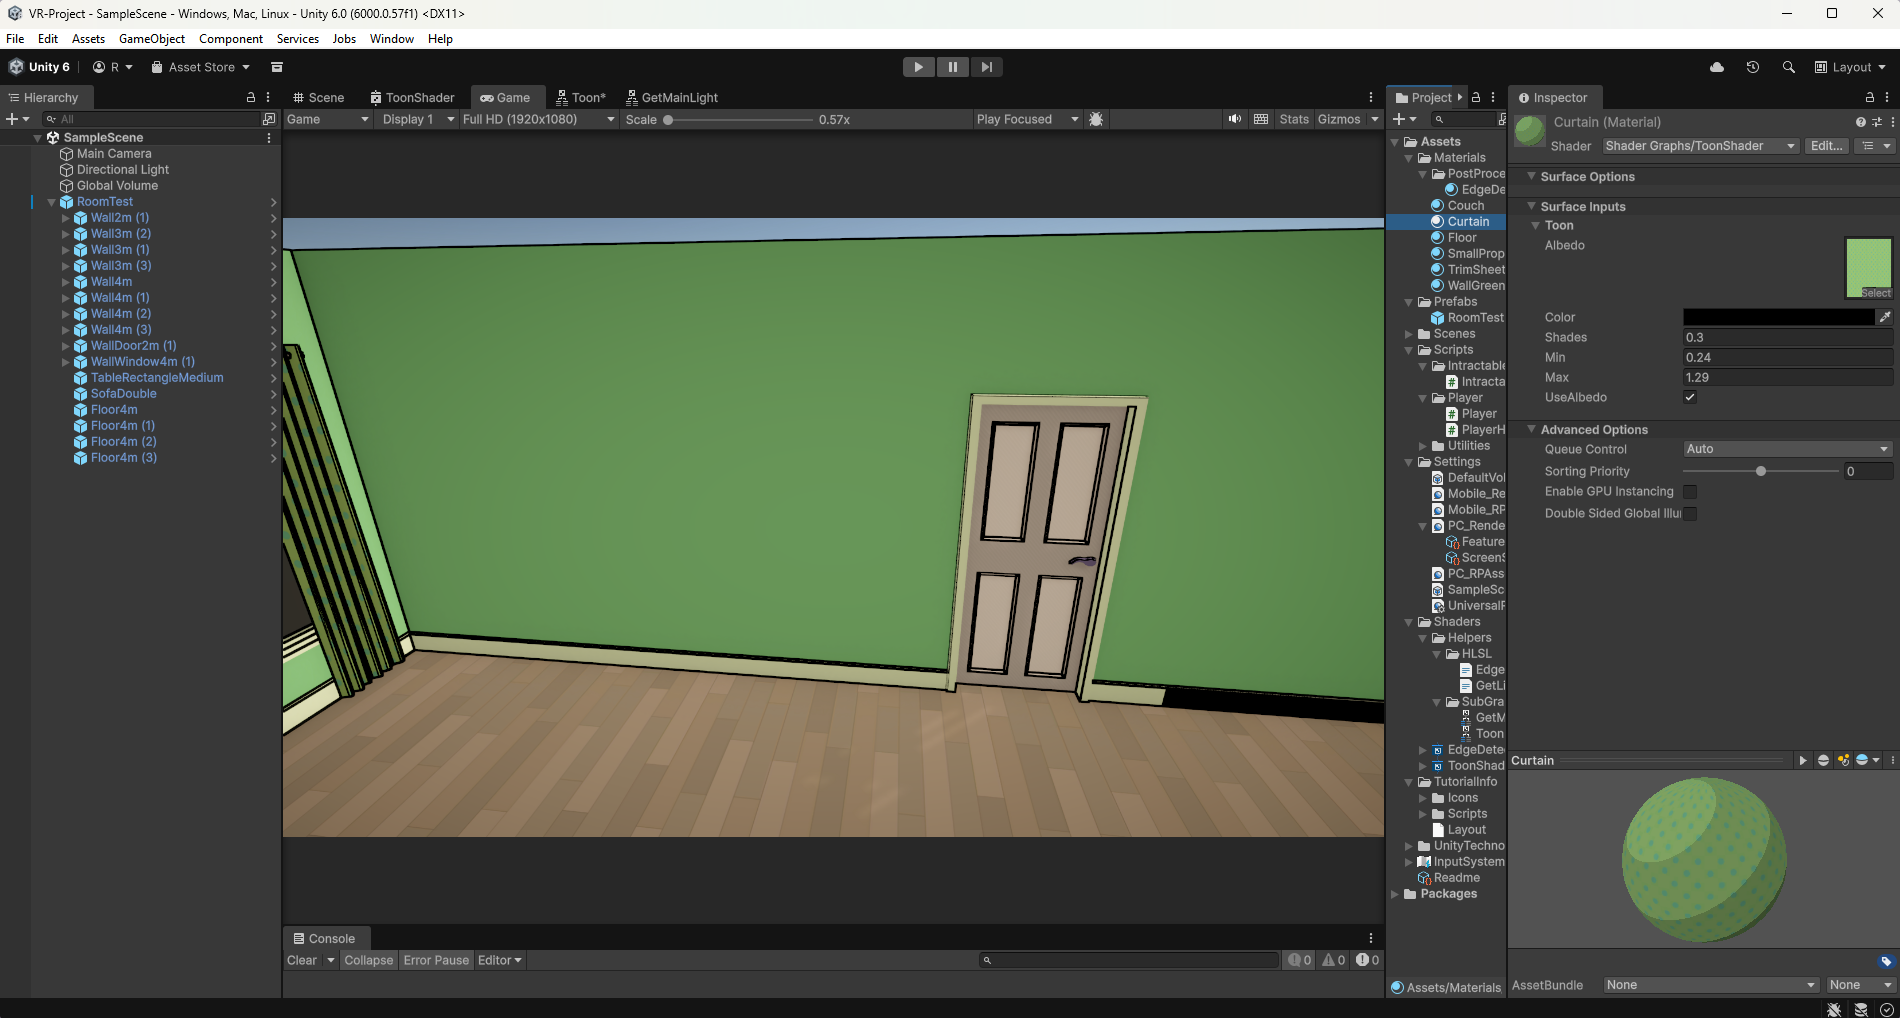 VR-Project - SampleScene - Windows, Mac, Linux - Unity 6.0 (6000.0.57f1) <DX11>
File Edit Assets GameObject Component Services Jobs Window Help
Unity 6 R Asset Store Layout
Hierarchy
All
SampleScene
Main Camera
Directional Light
Global Volume
RoomTest
Wall2m (1)
Wall3m (2)
Wall3m (1)
Wall3m (3)
Wall4m
Wall4m (1)
Wall4m (2)
Wall4m (3)
WallDoor2m (1)
WallWindow4m (1)
TableRectangleMedium
SofaDouble
Floor4m
Floor4m (1)
Floor4m (2)
Floor4m (3)
Scene ToonShader Game Toon* GetMainLight
Game Display 1 Full HD (1920x1080) Scale 0.57x Play Focused Stats Gizmos
Console
Clear Collapse Error Pause Editor 0 0 0
Project
Assets
Materials
PostProce
EdgeDe
Couch
Curtain
Floor
SmallProp
TrimSheet
WallGreen
Prefabs
RoomTest
Scenes
Scripts
Intractable
Intracta
Player
Player
PlayerH
Utilities
Settings
DefaultVol
Mobile_Re
Mobile_RP
PC_Rende
Feature
ScreenS
PC_RPAss
SampleSc
UniversalF
Shaders
Helpers
HLSL
Edge
GetLi
SubGra
GetM
Toon
EdgeDete
ToonShad
TutorialInfo
Icons
Scripts
Layout
UnityTechno
InputSystem
Readme
Packages
Assets/Materials
Inspector
Curtain (Material)
Shader Shader Graphs/ToonShader Edit...
Surface Options
Surface Inputs
Toon
Albedo
Select
Color
Shades 0.3
Min 0.24
Max 1.29
UseAlbedo
Advanced Options
Queue Control Auto
Sorting Priority 0
Enable GPU Instancing
Double Sided Global Illu
Curtain
AssetBundle None None